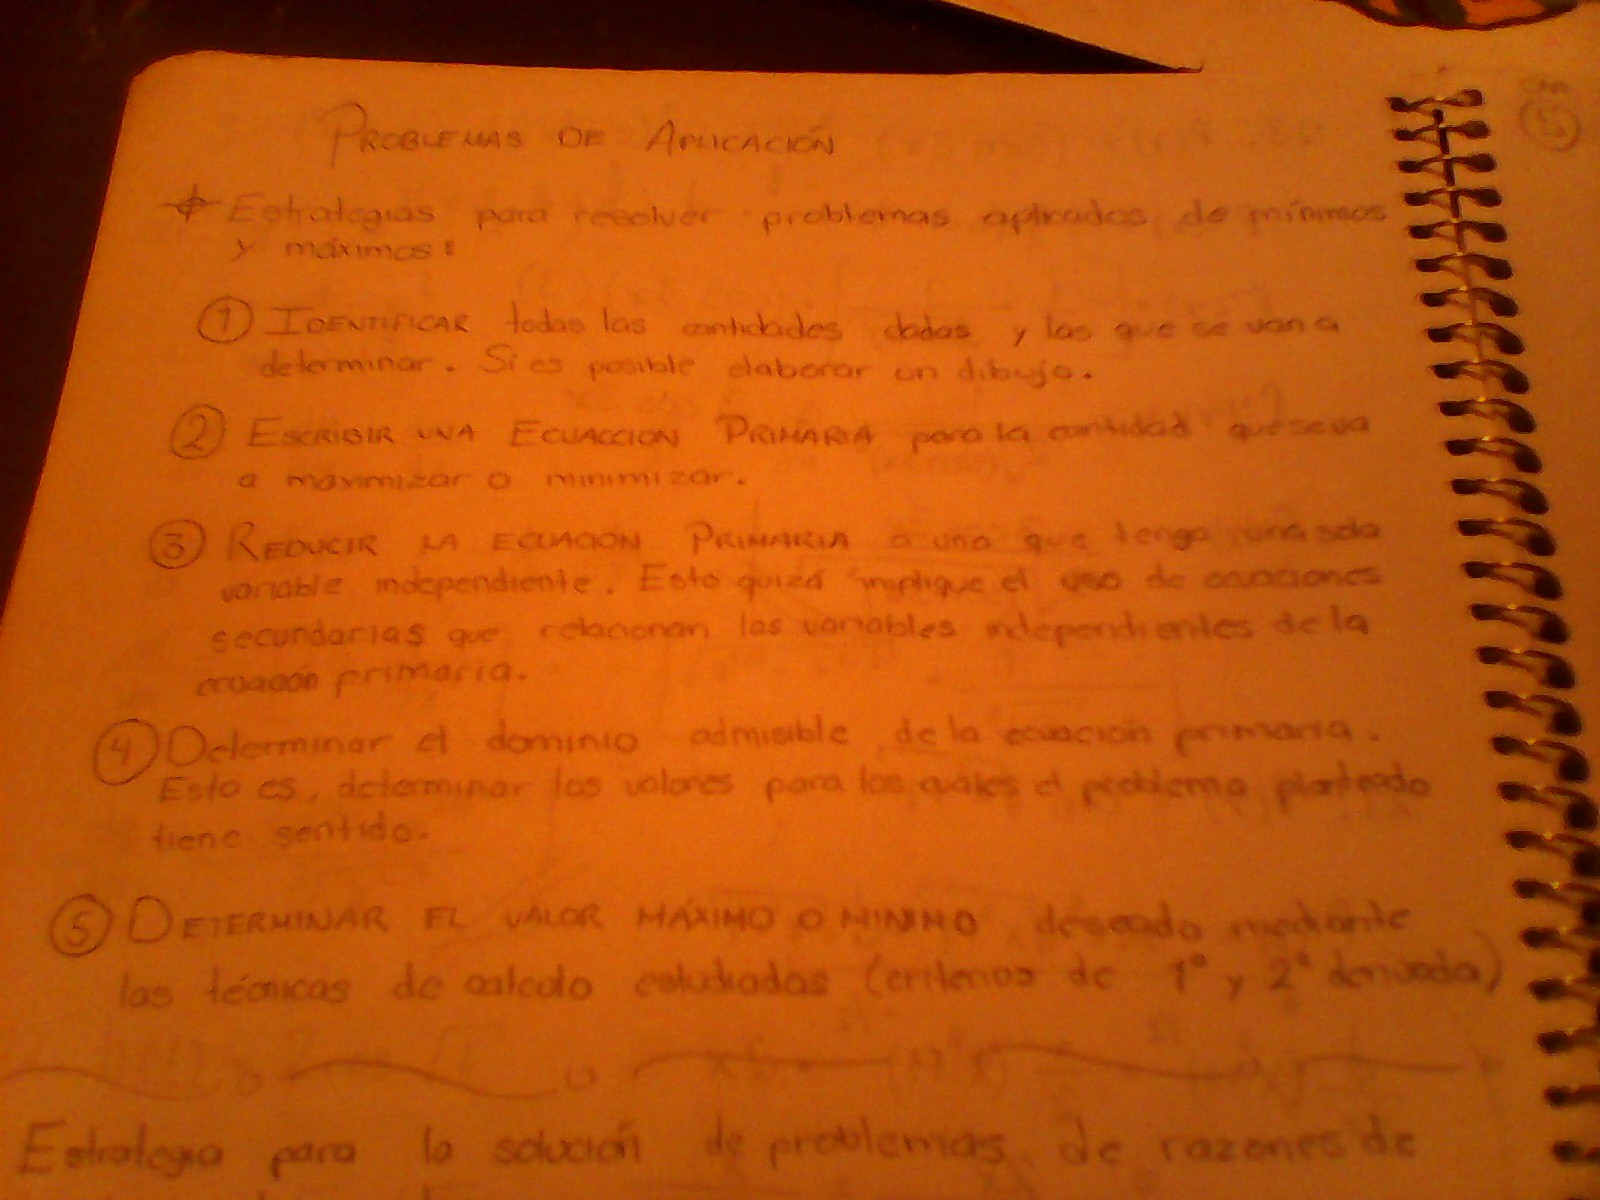 PROBLEMAS DE APLICACIÓN
Estrategias para resolver problemas aplicados de mínimos
y máximos:
① IDENTIFICAR todas las cantidades dadas y las que se van a
determinar. Si es posible elaborar un dibujo.
② ESCRIBIR UNA ECUACCION PRIMARIA para la cantidad que se va
a maximizar o minimizar.
③ REDUCIR LA ECUACION PRIMARIA a una que tenga una sola
variable independiente. Esto quizá implique el uso de ecuaciones
secundarias que relacionan las variables independientes de la
ecuación primaria.
④ Determinar el dominio admisible de la ecuación primaria.
Esto es, determinar los valores para los cuales el problema planteado
tiene sentido.
⑤ DETERMINAR EL VALOR MÁXIMO O MINIMO deseado mediante
las técnicas de calculo estudiadas (criterios de 1ª y 2ª derivada)
Estrategia para la solución de problemas de razones de